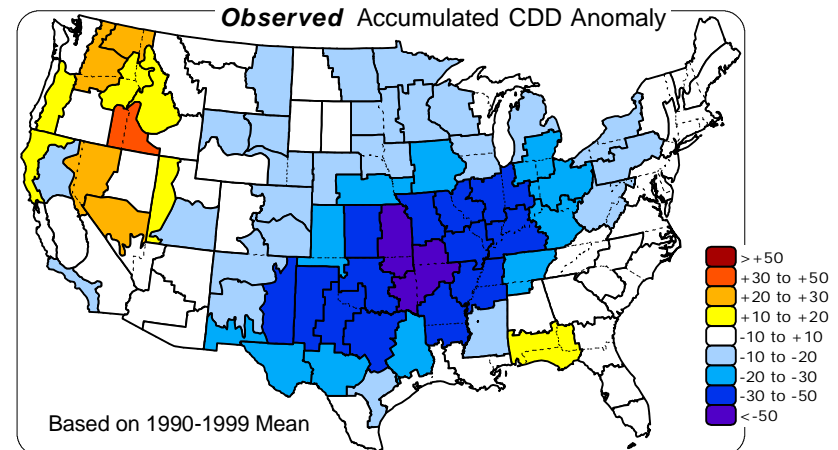 Observed Accumulated CDD Anomaly
>+50
+30 to +50
+20 to +30
+10 to +20
-10 to +10
-10 to -20
-20 to -30
-30 to -50
<-50
Based on 1990-1999 Mean